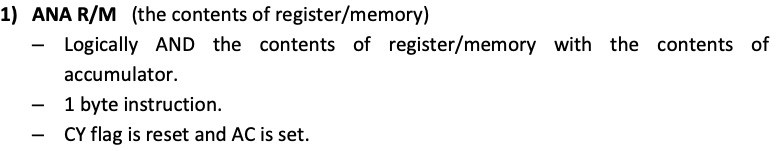 1) ANA R/M (the contents of register/memory)
– Logically AND the contents of register/memory with the contents of
accumulator.
– 1 byte instruction.
– CY flag is reset and AC is set.